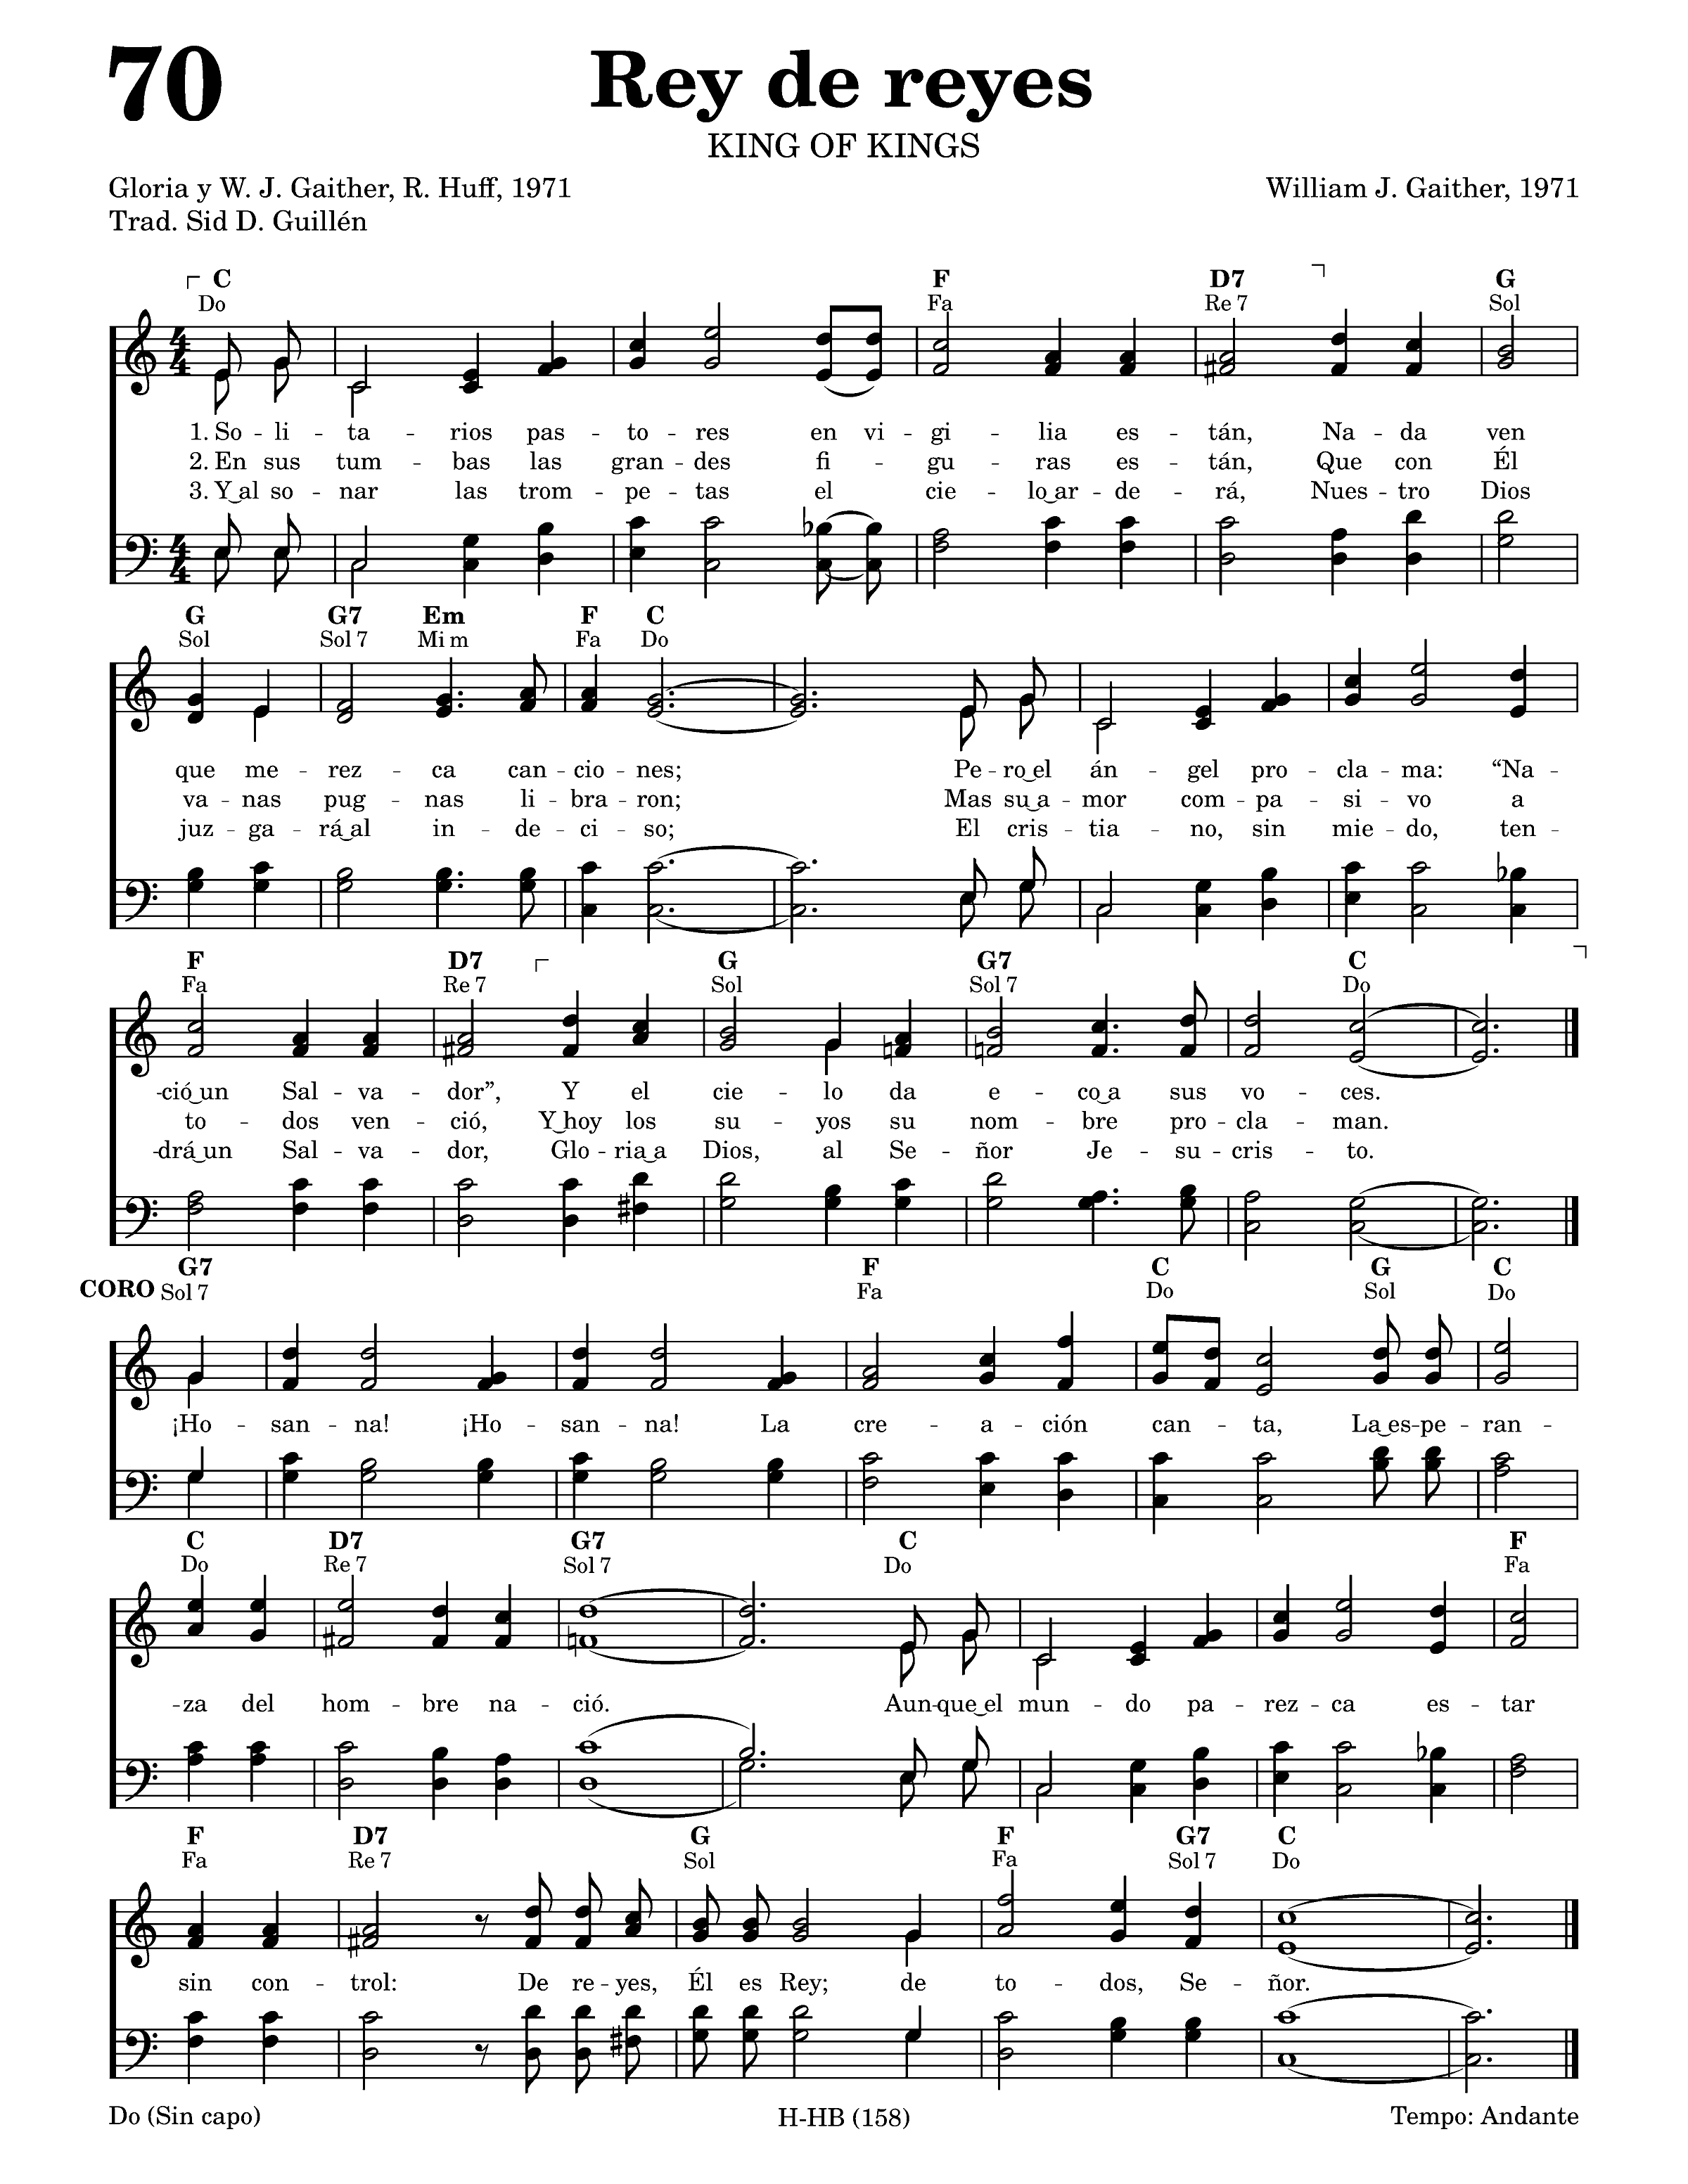 70
Rey de reyes
KING OF KINGS
Gloria y W. J. Gaither, R. Huff, 1971
William J. Gaither, 1971
Trad. Sid D. Guillén
C F D7 G
Do Fa Re 7 Sol
4 4
1. So - li - ta - rios pas - to - res en vi - gi - lia es - tán, Na - da ven
2. En sus tum - bas las gran - des fi - gu - ras es - tán, Que con Él
3. Y al so - nar las trom - pe - tas el cie - lo ar - de - rá, Nues - tro Dios
4 4
G G7 Em F C
Sol Sol 7 Mi m Fa Do
que me - rez - ca can - cio - nes; Pe - ro el án - gel pro - cla - ma: “Na -
va - nas pug - nas li - bra - ron; Mas su a - mor com - pa - si - vo a
juz - ga - rá al in - de - ci - so; El cris - tia - no, sin mie - do, ten -
F D7 G G7 C
Fa Re 7 Sol Sol 7 Do
- ció un Sal - va - dor”, Y el cie - lo da e - co a sus vo - ces.
to - dos ven - ció, Y hoy los su - yos su nom - bre pro - cla - man.
- drá un Sal - va - dor, Glo - ria a Dios, al Se - ñor Je - su - cris - to.
G7 F C G C
CORO Sol 7 Fa Do Sol Do
¡Ho - san - na! ¡Ho - san - na! La cre - a - ción can - ta, La es - pe - ran -
C D7 G7 C F
Do Re 7 Sol 7 Do Fa
- za del hom - bre na - ció. Aun - que el mun - do pa - rez - ca es - tar
F D7 G F G7 C
Fa Re 7 Sol Fa Sol 7 Do
sin con - trol: De re - yes, Él es Rey; de to - dos, Se - ñor.
Do (Sin capo)
H-HB (158)
Tempo: Andante